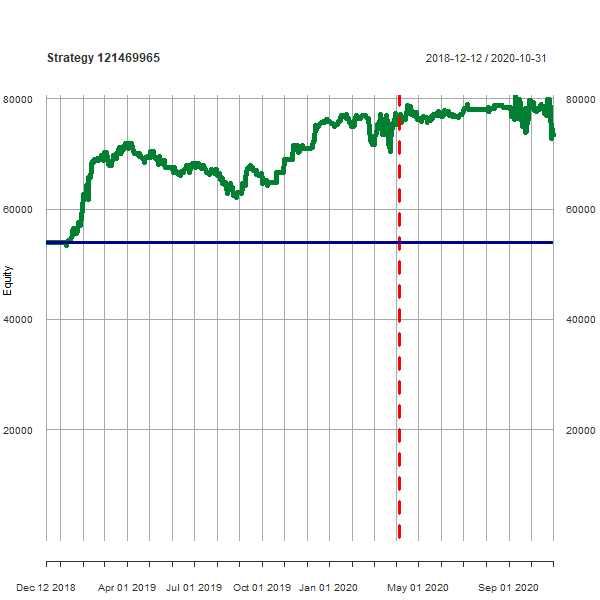 Strategy 121469965
2018-12-12 / 2020-10-31
80000
80000
60000
60000
Equity
40000
40000
20000
20000
Dec 12 2018
Apr 01 2019
Jul 01 2019
Oct 01 2019
Jan 01 2020
May 01 2020
Sep 01 2020